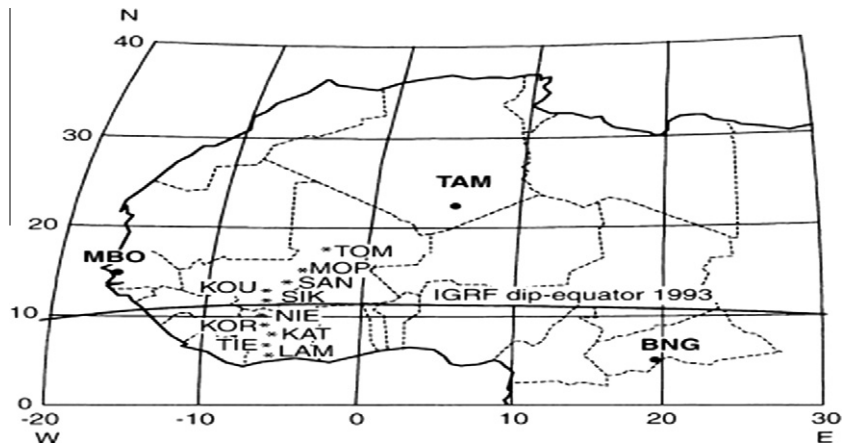 N
40
30
TAM
20
TOM
MBO
MOP
KOU
SAN
SIK
IGRF dip-equator 1993
10
NIE
KOR
KAT
TIE
LAM
BNG
0
-20 -10 0 10 20 30
W E